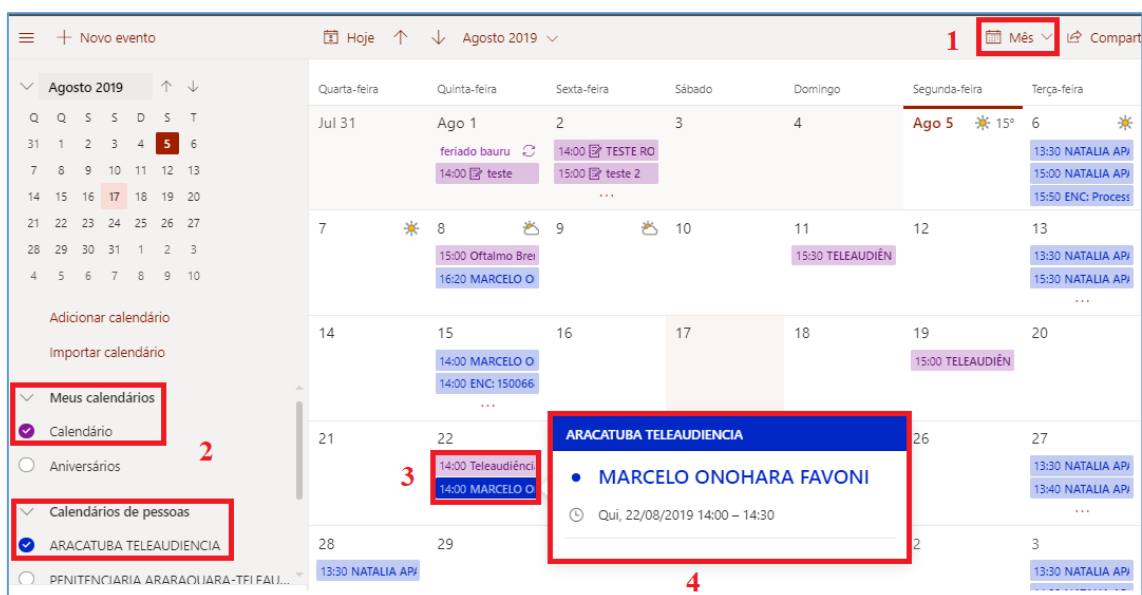 Novo evento
Hoje Agosto 2019
1 Mês Compart
Agosto 2019
Q Q S S D S T
31 1 2 3 4 5 6
7 8 9 10 11 12 13
14 15 16 17 18 19 20
21 22 23 24 25 26 27
28 29 30 31 1 2 3
4 5 6 7 8 9 10
Adicionar calendário
Importar calendário
Meus calendários
Calendário
2
Aniversários
Calendários de pessoas
ARACATUBA TELEAUDIENCIA
PENITENCIARIA ARARAQUARA-TELEAU...
Quarta-feira Quinta-feira Sexta-feira Sábado Domingo Segunda-feira Terça-feira
Jul 31 Ago 1 2 3 4 Ago 5 15° 6
feriado bauru 14:00 TESTE RO 13:30 NATALIA AP
14:00 teste 15:00 teste 2 15:00 NATALIA AP
... 15:50 ENC: Process
7 8 9 10 11 12 13
15:00 Oftalmo Bre 15:30 TELEAUDIÊN 13:30 NATALIA AP
16:20 MARCELO O 15:30 NATALIA AP
...
14 15 16 17 18 19 20
14:00 MARCELO O 15:00 TELEAUDIÊN
14:00 ENC: 150066
...
21 22 26 27
3 14:00 Teleaudiênci 13:30 NATALIA AP
14:00 MARCELO O 13:40 NATALIA AP
...
ARACATUBA TELEAUDIENCIA
MARCELO ONOHARA FAVONI
Qui, 22/08/2019 14:00 – 14:30
4
28 29 2 3
13:30 NATALIA AP 13:30 NATALIA AP